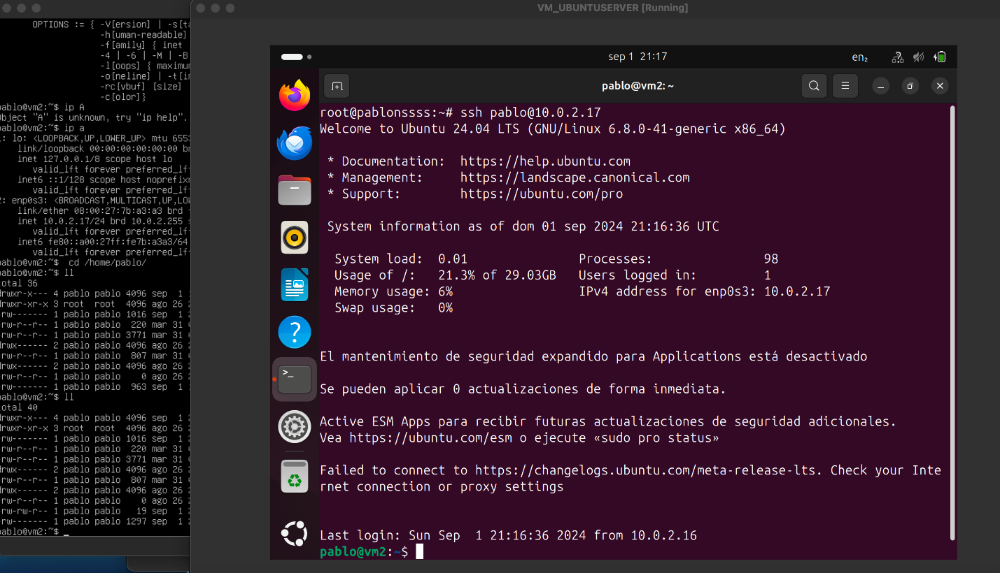 OPTIONS := { -V[ersion] | -s[ta
-h[uman-readable]
-f[amily] { inet
-4 | -6 | -M | -B
-l[oops] { maximum
-o[neline] | -t[im
-rc[vbuf] [size]
-c[olor]}
pablo@vm2:~$ ip A
Object "A" is unknown, try "ip help".
pablo@vm2:~$ ip a
1: lo: <LOOPBACK,UP,LOWER_UP> mtu 6553
link/loopback 00:00:00:00:00:00 br
inet 127.0.0.1/8 scope host lo
valid_lft forever preferred_lf
inet6 ::1/128 scope host noprefix
valid_lft forever preferred_lf
2: enp0s3: <BROADCAST,MULTICAST,UP,LOW
link/ether 08:00:27:7b:a3:a3 brd
inet 10.0.2.17/24 brd 10.0.2.255 s
valid_lft forever preferred_lf
inet6 fe80::a00:27ff:fe7b:a3a3/64
valid_lft forever preferred_lf
pablo@vm2:~$  cd /home/pablo/
pablo@vm2:~$ ll
total 36
drwxr-x--- 4 pablo pablo 4096 sep  1
drwxr-xr-x 3 root  root  4096 ago 26 2
-rw------- 1 pablo pablo 1016 sep  1 2
-rw-r--r-- 1 pablo pablo  220 mar 31
-rw-r--r-- 1 pablo pablo 3771 mar 31
drwx------ 2 pablo pablo 4096 ago 26 2
-rw-r--r-- 1 pablo pablo  807 mar 31
drwx------ 2 pablo pablo 4096 ago 26
-rw-r--r-- 1 pablo pablo    0 ago 26 2
-rw------- 1 pablo pablo  963 sep  1
pablo@vm2:~$ ll
total 40
drwxr-x--- 4 pablo pablo 4096 sep  1 2
drwxr-xr-x 3 root  root  4096 ago 26 2
-rw------- 1 pablo pablo 1016 sep  1 2
-rw-r--r-- 1 pablo pablo  220 mar 31
-rw-r--r-- 1 pablo pablo 3771 mar 31
drwx------ 2 pablo pablo 4096 ago 26 2
-rw-r--r-- 1 pablo pablo  807 mar 31
drwx------ 2 pablo pablo 4096 ago 26 2
-rw-r--r-- 1 pablo pablo    0 ago 26 2
-rw-rw-r-- 1 pablo pablo   19 sep  1 2
-rw------- 1 pablo pablo 1297 sep  1 2
pablo@vm2:~$ _
VM_UBUNTUSERVER [Running]
sep 1 21:17
en₂
pablo@vm2: ~
root@pablonssss:~# ssh pablo@10.0.2.17
Welcome to Ubuntu 24.04 LTS (GNU/Linux 6.8.0-41-generic x86_64)
* Documentation:  https://help.ubuntu.com
* Management:     https://landscape.canonical.com
* Support:        https://ubuntu.com/pro
System information as of dom 01 sep 2024 21:16:36 UTC
System load:  0.01                Processes:               98
Usage of /:   21.3% of 29.03GB   Users logged in:         1
Memory usage: 6%                 IPv4 address for enp0s3: 10.0.2.17
Swap usage:   0%
El mantenimiento de seguridad expandido para Applications está desactivado
Se pueden aplicar 0 actualizaciones de forma inmediata.
Active ESM Apps para recibir futuras actualizaciones de seguridad adicionales.
Vea https://ubuntu.com/esm o ejecute «sudo pro status»
Failed to connect to https://changelogs.ubuntu.com/meta-release-lts. Check your Inte
rnet connection or proxy settings
Last login: Sun Sep  1 21:16:36 2024 from 10.0.2.16
pablo@vm2:~$